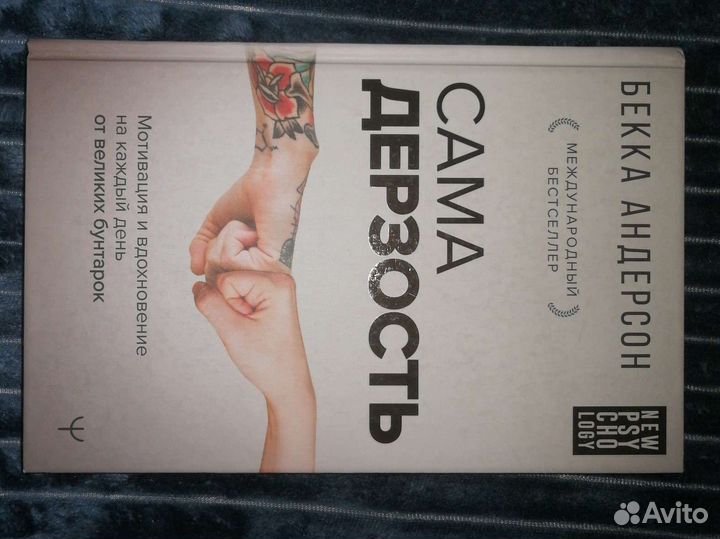 БЕККА АНДЕРСОН
МЕЖДУНАРОДНЫЙ
БЕСТСЕЛЛЕР
NEW
PSY
CHO
LOGY
САМА
ДЕРЗОСТЬ
Мотивация и вдохновение
на каждый день
от великих бунтарок
Avito